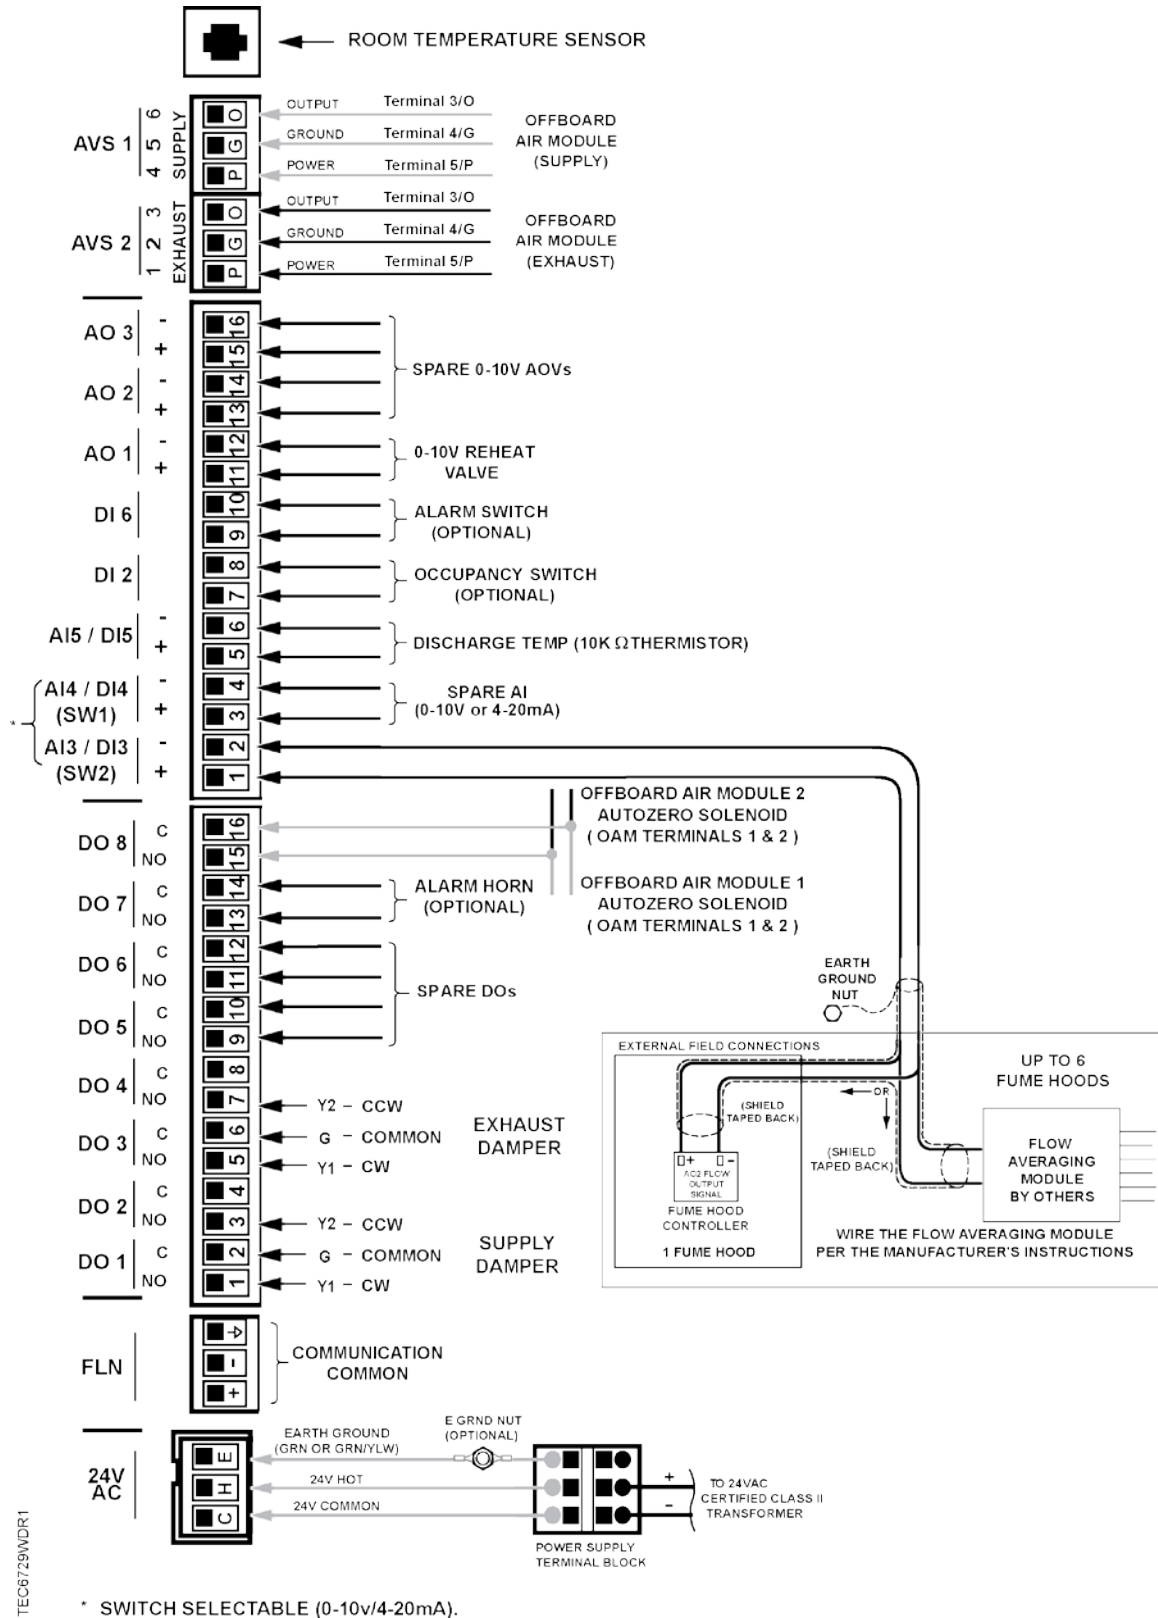 ROOM TEMPERATURE SENSOR
AVS 1
6
5
4
SUPPLY
O
G
P
OUTPUT Terminal 3/O
GROUND Terminal 4/G
POWER Terminal 5/P
OFFBOARD
AIR MODULE
(SUPPLY)
AVS 2
3
2
1
EXHAUST
O
G
P
OUTPUT Terminal 3/O
GROUND Terminal 4/G
POWER Terminal 5/P
OFFBOARD
AIR MODULE
(EXHAUST)
AO 3
-
+
16
15
AO 2
-
+
14
13
SPARE 0-10V AOVs
AO 1
-
+
12
11
0-10V REHEAT
VALVE
DI 6
10
9
ALARM SWITCH
(OPTIONAL)
DI 2
8
7
OCCUPANCY SWITCH
(OPTIONAL)
AI5 / DI5
-
+
6
5
DISCHARGE TEMP (10K Ω THERMISTOR)
*
AI4 / DI4
(SW1)
-
+
4
3
SPARE AI
(0-10V or 4-20mA)
AI3 / DI3
(SW2)
-
+
2
1
DO 8
C
NO
16
15
OFFBOARD AIR MODULE 2
AUTOZERO SOLENOID
( OAM TERMINALS 1 & 2 )
OFFBOARD AIR MODULE 1
AUTOZERO SOLENOID
( OAM TERMINALS 1 & 2 )
DO 7
C
NO
14
13
ALARM HORN
(OPTIONAL)
DO 6
C
NO
12
11
SPARE DOs
DO 5
C
NO
10
9
DO 4
C
NO
8
7
Y2 - CCW
DO 3
C
NO
6
5
G - COMMON
Y1 - CW
EXHAUST
DAMPER
DO 2
C
NO
4
3
Y2 - CCW
DO 1
C
NO
2
1
G - COMMON
Y1 - CW
SUPPLY
DAMPER
EARTH
GROUND
NUT
EXTERNAL FIELD CONNECTIONS
UP TO 6
FUME HOODS
OR
(SHIELD
TAPED BACK)
+ -
AO2 FLOW
OUTPUT
SIGNAL
FUME HOOD
CONTROLLER
1 FUME HOOD
(SHIELD
TAPED BACK)
FLOW
AVERAGING
MODULE
BY OTHERS
WIRE THE FLOW AVERAGING MODULE
PER THE MANUFACTURER'S INSTRUCTIONS
FLN
-
+
COMMUNICATION
COMMON
24V
AC
E
H
C
EARTH GROUND
(GRN OR GRN/YLW)
24V HOT
24V COMMON
E GRND NUT
(OPTIONAL)
+
-
TO 24VAC
CERTIFIED CLASS II
TRANSFORMER
POWER SUPPLY
TERMINAL BLOCK
TEC6729WDR1
* SWITCH SELECTABLE (0-10v/4-20mA).